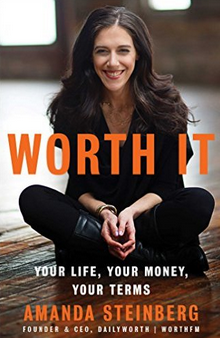 WORTH IT
YOUR LIFE, YOUR MONEY,
YOUR TERMS
AMANDA STEINBERG
FOUNDER & CEO, DAILYWORTH | WORTHFM